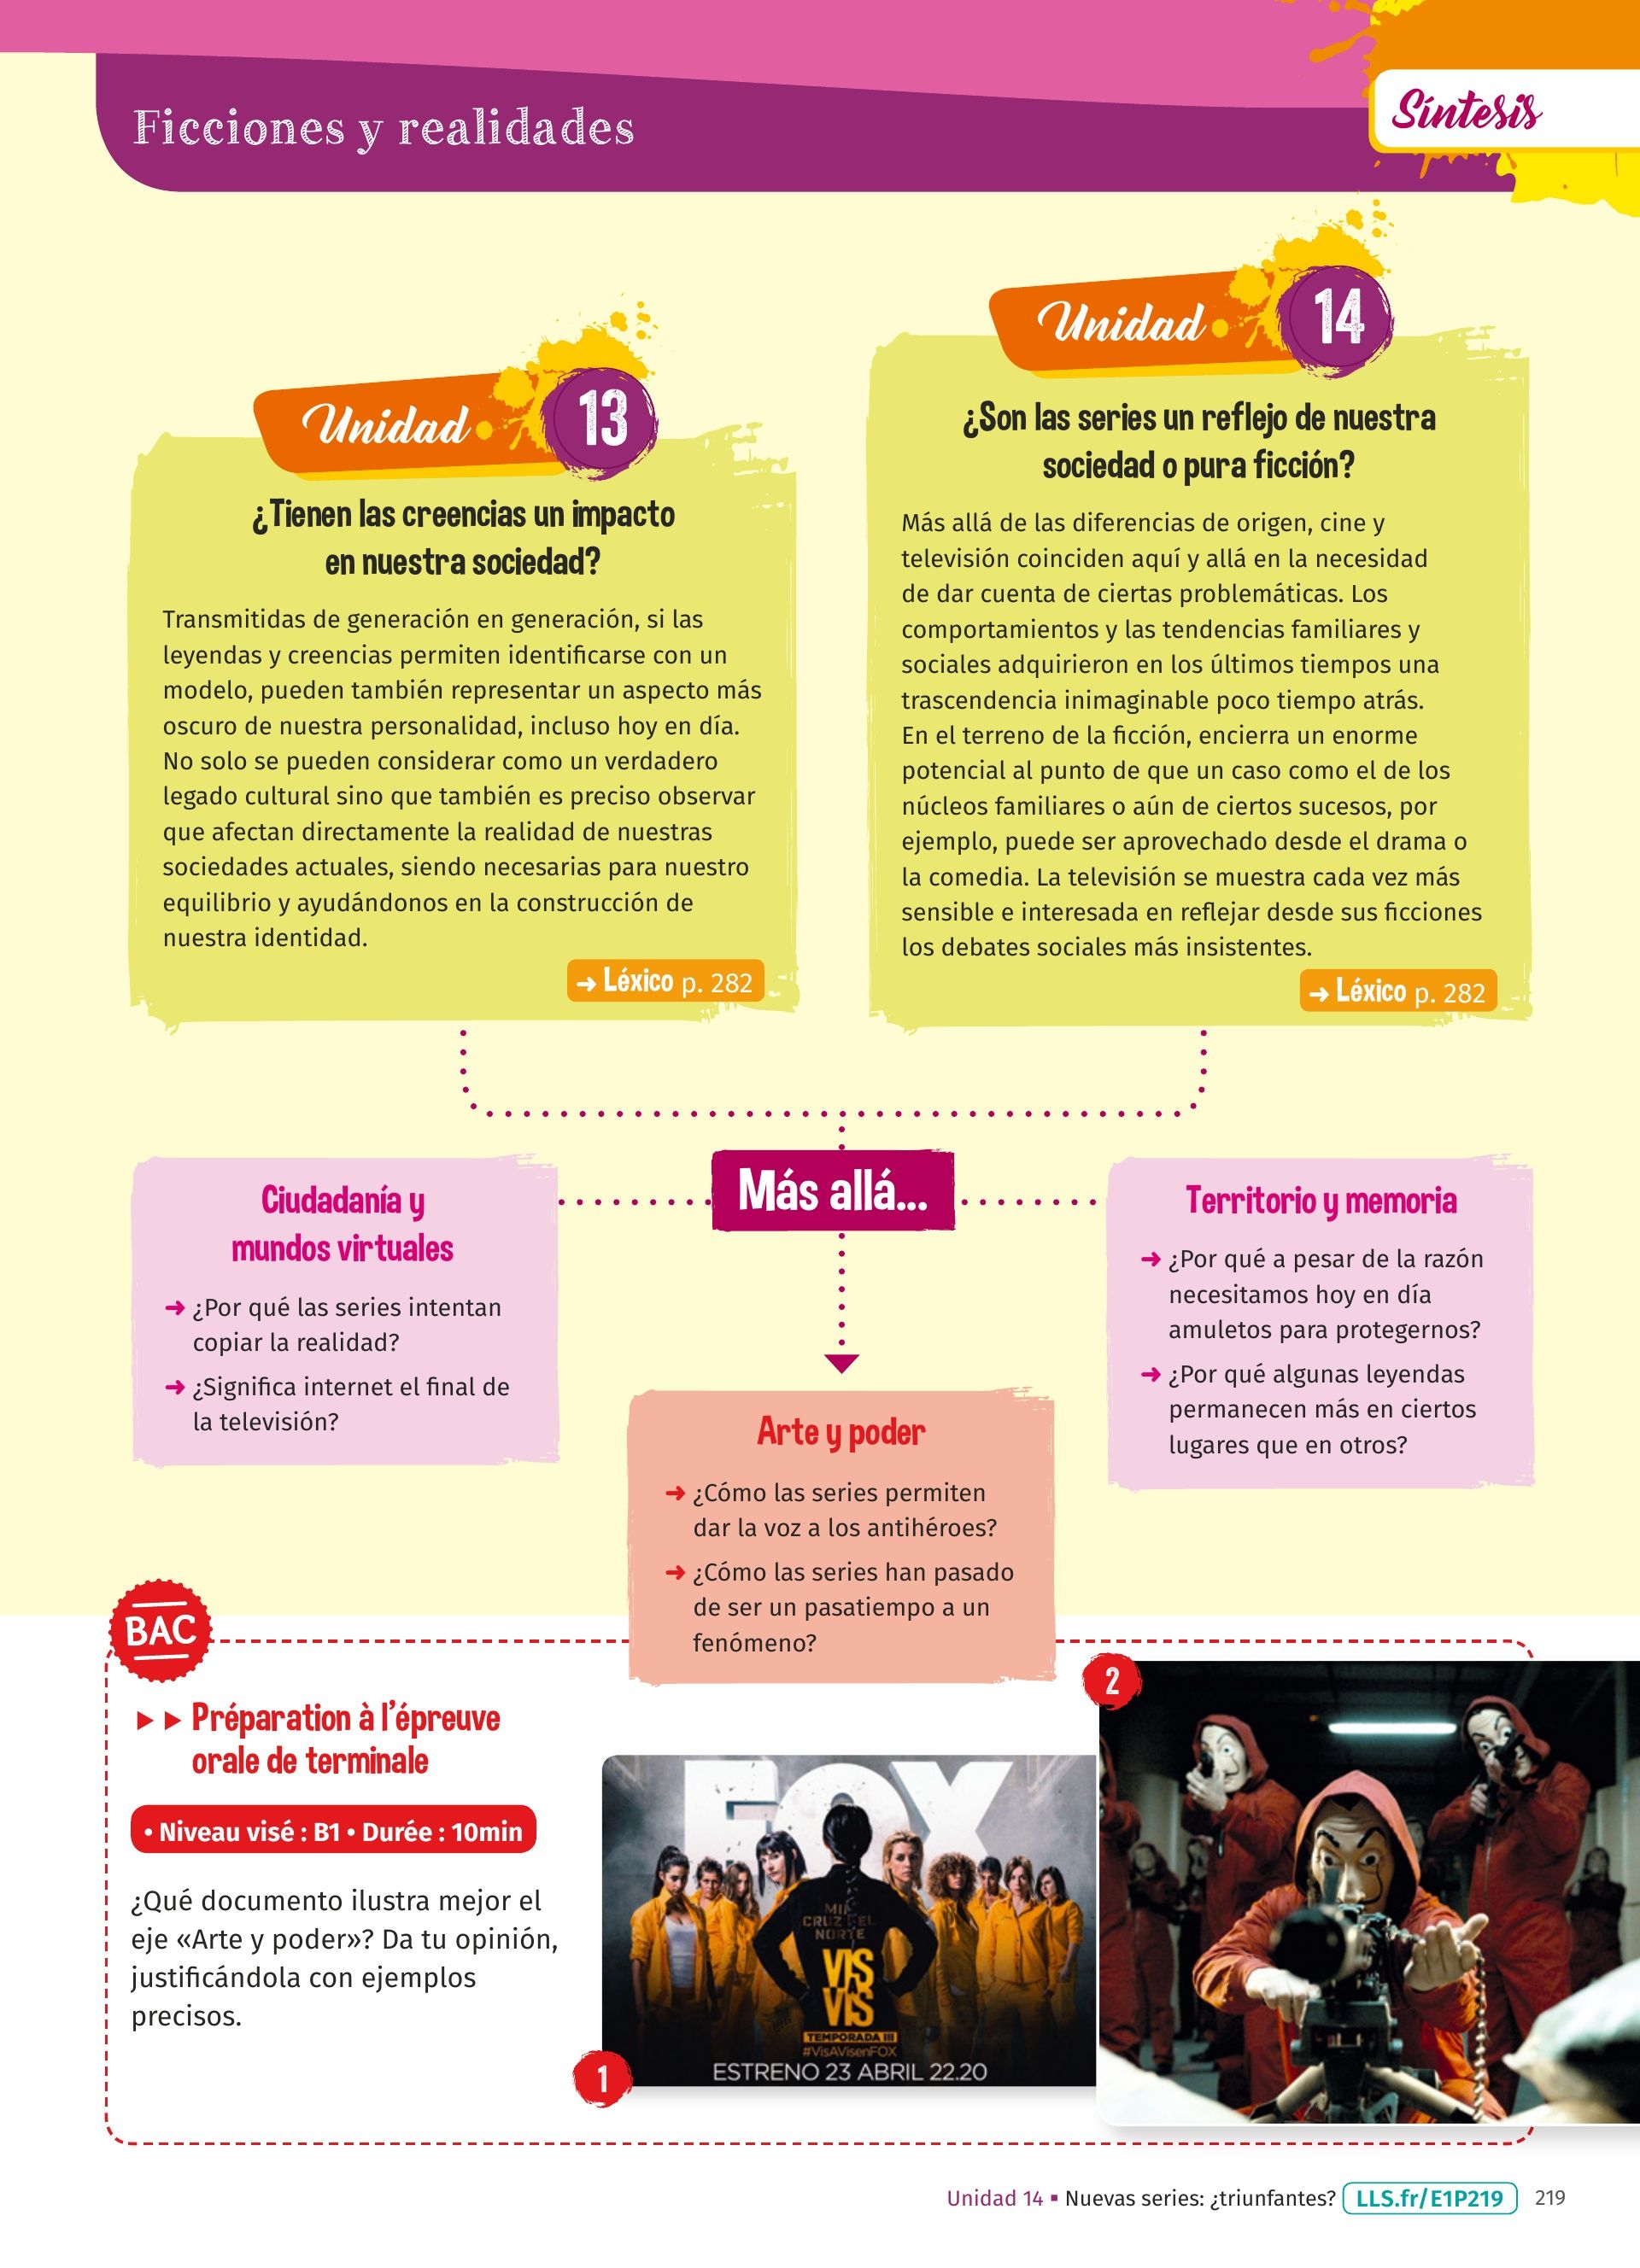 Ficciones y realidades
Síntesis
Unidad 13
¿Tienen las creencias un impacto
en nuestra sociedad?
Transmitidas de generación en generación, si las
leyendas y creencias permiten identificarse con un
modelo, pueden también representar un aspecto más
oscuro de nuestra personalidad, incluso hoy en día.
No solo se pueden considerar como un verdadero
legado cultural sino que también es preciso observar
que afectan directamente la realidad de nuestras
sociedades actuales, siendo necesarias para nuestro
equilibrio y ayudándonos en la construcción de
nuestra identidad.
➜ Léxico p. 282
Unidad 14
¿Son las series un reflejo de nuestra
sociedad o pura ficción?
Más allá de las diferencias de origen, cine y
televisión coinciden aquí y allá en la necesidad
de dar cuenta de ciertas problemáticas. Los
comportamientos y las tendencias familiares y
sociales adquirieron en los últimos tiempos una
trascendencia inimaginable poco tiempo atrás.
En el terreno de la ficción, encierra un enorme
potencial al punto de que un caso como el de los
núcleos familiares o aún de ciertos sucesos, por
ejemplo, puede ser aprovechado desde el drama o
la comedia. La televisión se muestra cada vez más
sensible e interesada en reflejar desde sus ficciones
los debates sociales más insistentes.
➜ Léxico p. 282
Más allá...
Ciudadanía y
mundos virtuales
➜ ¿Por qué las series intentan
copiar la realidad?
➜ ¿Significa internet el final de
la televisión?
Arte y poder
➜ ¿Cómo las series permiten
dar la voz a los antihéroes?
➜ ¿Cómo las series han pasado
de ser un pasatiempo a un
fenómeno?
Territorio y memoria
➜ ¿Por qué a pesar de la razón
necesitamos hoy en día
amuletos para protegernos?
➜ ¿Por qué algunas leyendas
permanecen más en ciertos
lugares que en otros?
BAC
Préparation à l'épreuve
orale de terminale
• Niveau visé : B1 • Durée : 10min
¿Qué documento ilustra mejor el
eje «Arte y poder»? Da tu opinión,
justificándola con ejemplos
precisos.
FOX
CRUZ DEL
NORTE
VIS
VIS
TEMPORADA III
#VisAVisenFOX
ESTRENO 23 ABRIL 22.20
1
2
Unidad 14 ▪ Nuevas series: ¿triunfantes? LLS.fr/E1P219 219